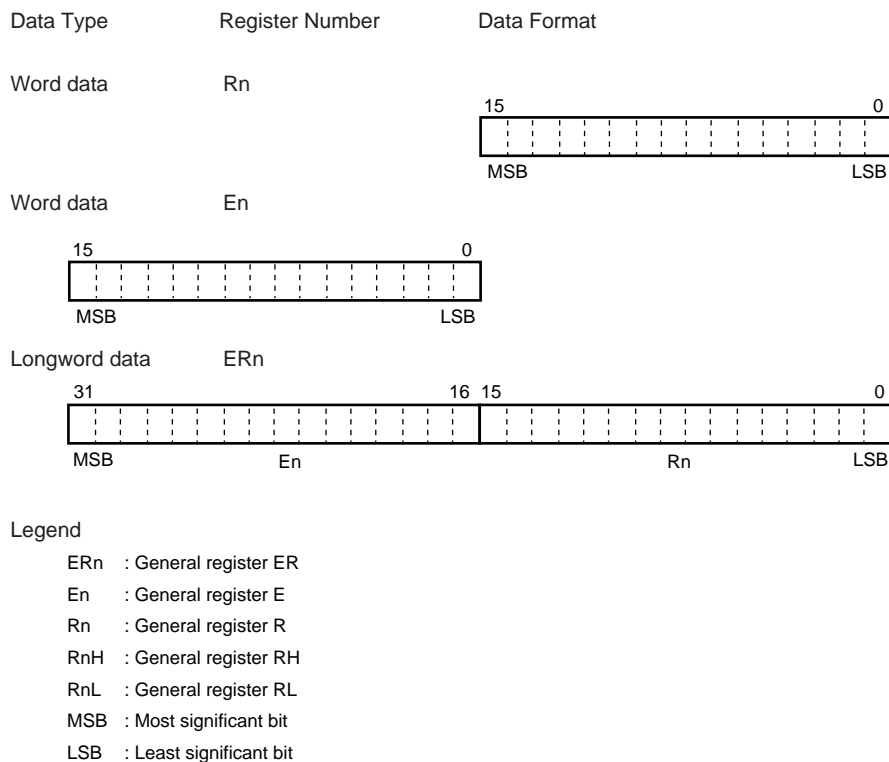 Data Type Register Number Data Format
Word data Rn
15 0
MSB LSB
Word data En
15 0
MSB LSB
Longword data ERn
31 16 15 0
MSB En Rn LSB
Legend
ERn : General register ER
En : General register E
Rn : General register R
RnH : General register RH
RnL : General register RL
MSB : Most significant bit
LSB : Least significant bit